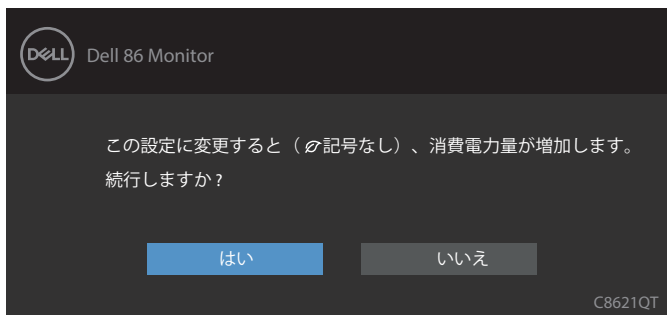 DELL
Dell 86 Monitor
この設定に変更すると（ 記号なし）、消費電力量が増加します。
続行しますか？
はい
いいえ
C8621QT